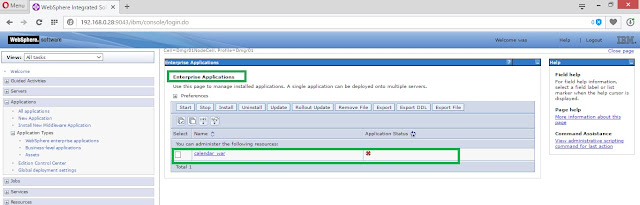 Menu
WebSphere Integrated Sol
192.168.0.28:9043/ibm/console/login.do
WebSphere. software
Welcome was
Help
Logout
IBM.
Cell=Dmgr01NodeCell, Profile=Dmgr01
Close page
View: All tasks
Welcome
Guided Activities
Servers
Applications
All applications
New Application
Install New Middleware Application
Application Types
WebSphere enterprise applications
Business-level applications
Assets
Edition Control Center
Global deployment settings
Jobs
Services
Resources
Enterprise Applications
Enterprise Applications
Use this page to manage installed applications. A single application can be deployed onto multiple servers.
Preferences
Start Stop Install Uninstall Update Rollout Update Remove File Export Export DDL Export File
Select Name Application Status
You can administer the following resources:
calendar_war
Total 1
Help
Field help
For field help information,
select a field label or list
marker when the help cursor is
displayed.
Page help
More information about this
page
Command Assistance
View administrative scripting
command for last action